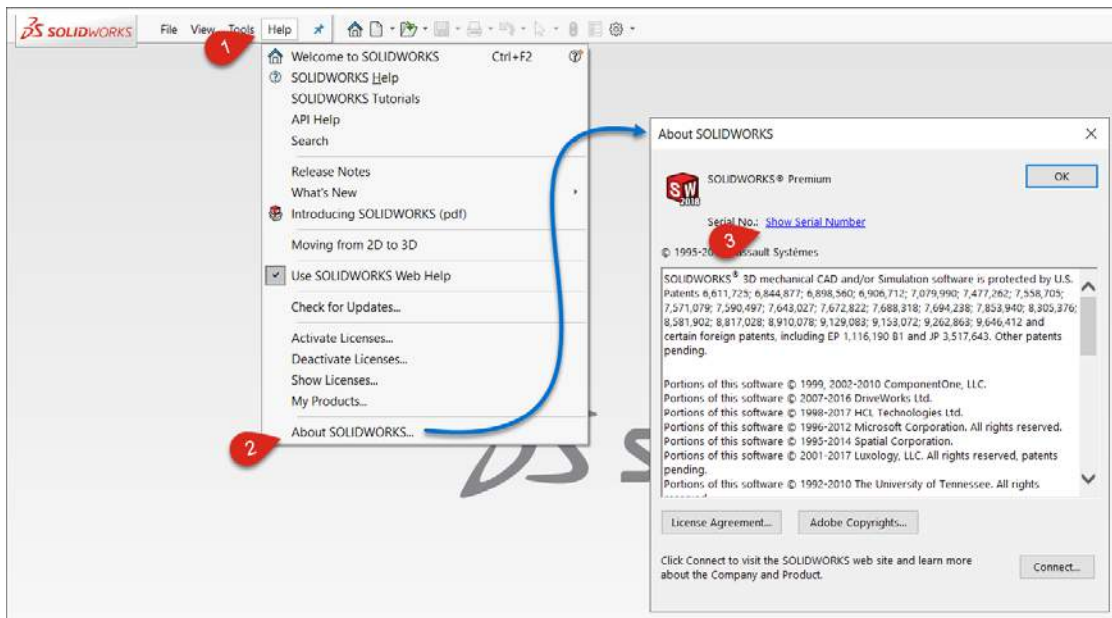 SOLIDWORKS File View Tools Help
1
Welcome to SOLIDWORKS Ctrl+F2
SOLIDWORKS Help
SOLIDWORKS Tutorials
API Help
Search
Release Notes
What's New
Introducing SOLIDWORKS (pdf)
Moving from 2D to 3D
Use SOLIDWORKS Web Help
Check for Updates...
Activate Licenses...
Deactivate Licenses...
Show Licenses...
My Products...
About SOLIDWORKS...
2
About SOLIDWORKS
SOLIDWORKS® Premium
OK
SW
2018
Serial No.: Show Serial Number
3
© 1995-20 ssault Systèmes
SOLIDWORKS® 3D mechanical CAD and/or Simulation software is protected by U.S.
Patents 6,611,725; 6,844,877; 6,898,560; 6,906,712; 7,079,990; 7,477,262; 7,558,705;
7,571,079; 7,590,497; 7,643,027; 7,672,822; 7,688,318; 7,694,238; 7,853,940; 8,305,376;
8,581,902; 8,817,028; 8,910,078; 9,129,083; 9,153,072; 9,262,863; 9,646,412 and
certain foreign patents, including EP 1,116,190 B1 and JP 3,517,643. Other patents
pending.
Portions of this software © 1999, 2002-2010 ComponentOne, LLC.
Portions of this software © 2007-2016 DriveWorks Ltd.
Portions of this software © 1998-2017 HCL Technologies Ltd.
Portions of this software © 1996-2012 Microsoft Corporation. All rights reserved.
Portions of this software © 1995-2014 Spatial Corporation.
Portions of this software © 2001-2017 Luxology, LLC. All rights reserved, patents
pending.
Portions of this software © 1992-2010 The University of Tennessee. All rights
License Agreement... Adobe Copyrights...
Click Connect to visit the SOLIDWORKS web site and learn more
about the Company and Product.
Connect...